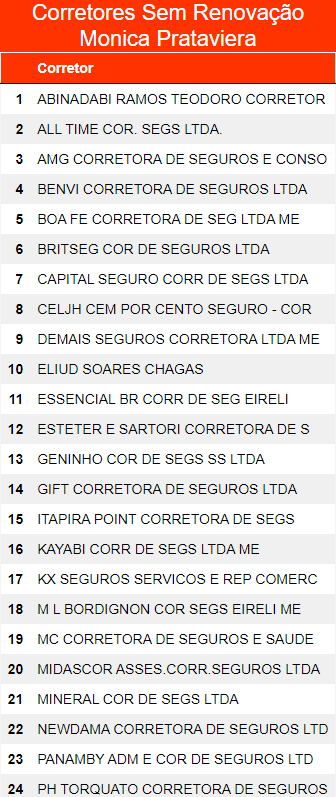 Corretores Sem Renovação
Monica Prataviera
Corretor
1 ABINADABI RAMOS TEODORO CORRETOR
2 ALL TIME COR. SEGS LTDA.
3 AMG CORRETORA DE SEGUROS E CONSO
4 BENVI CORRETORA DE SEGUROS LTDA
5 BOA FE CORRETORA DE SEG LTDA ME
6 BRITSEG COR DE SEGUROS LTDA
7 CAPITAL SEGURO CORR DE SEGS LTDA
8 CELJH CEM POR CENTO SEGURO - COR
9 DEMAIS SEGUROS CORRETORA LTDA ME
10 ELIUD SOARES CHAGAS
11 ESSENCIAL BR CORR DE SEG EIRELI
12 ESTETER E SARTORI CORRETORA DE S
13 GENINHO COR DE SEGS SS LTDA
14 GIFT CORRETORA DE SEGUROS LTDA
15 ITAPIRA POINT CORRETORA DE SEGS
16 KAYABI CORR DE SEGS LTDA ME
17 KX SEGUROS SERVICOS E REP COMERC
18 M L BORDIGNON COR SEGS EIRELI ME
19 MC CORRETORA DE SEGUROS E SAUDE
20 MIDASCOR ASSES.CORR.SEGUROS LTDA
21 MINERAL COR DE SEGS LTDA
22 NEWDAMA CORRETORA DE SEGUROS LTD
23 PANAMBY ADM E COR DE SEGUROS LTD
24 PH TORQUATO CORRETORA DE SEGUROS